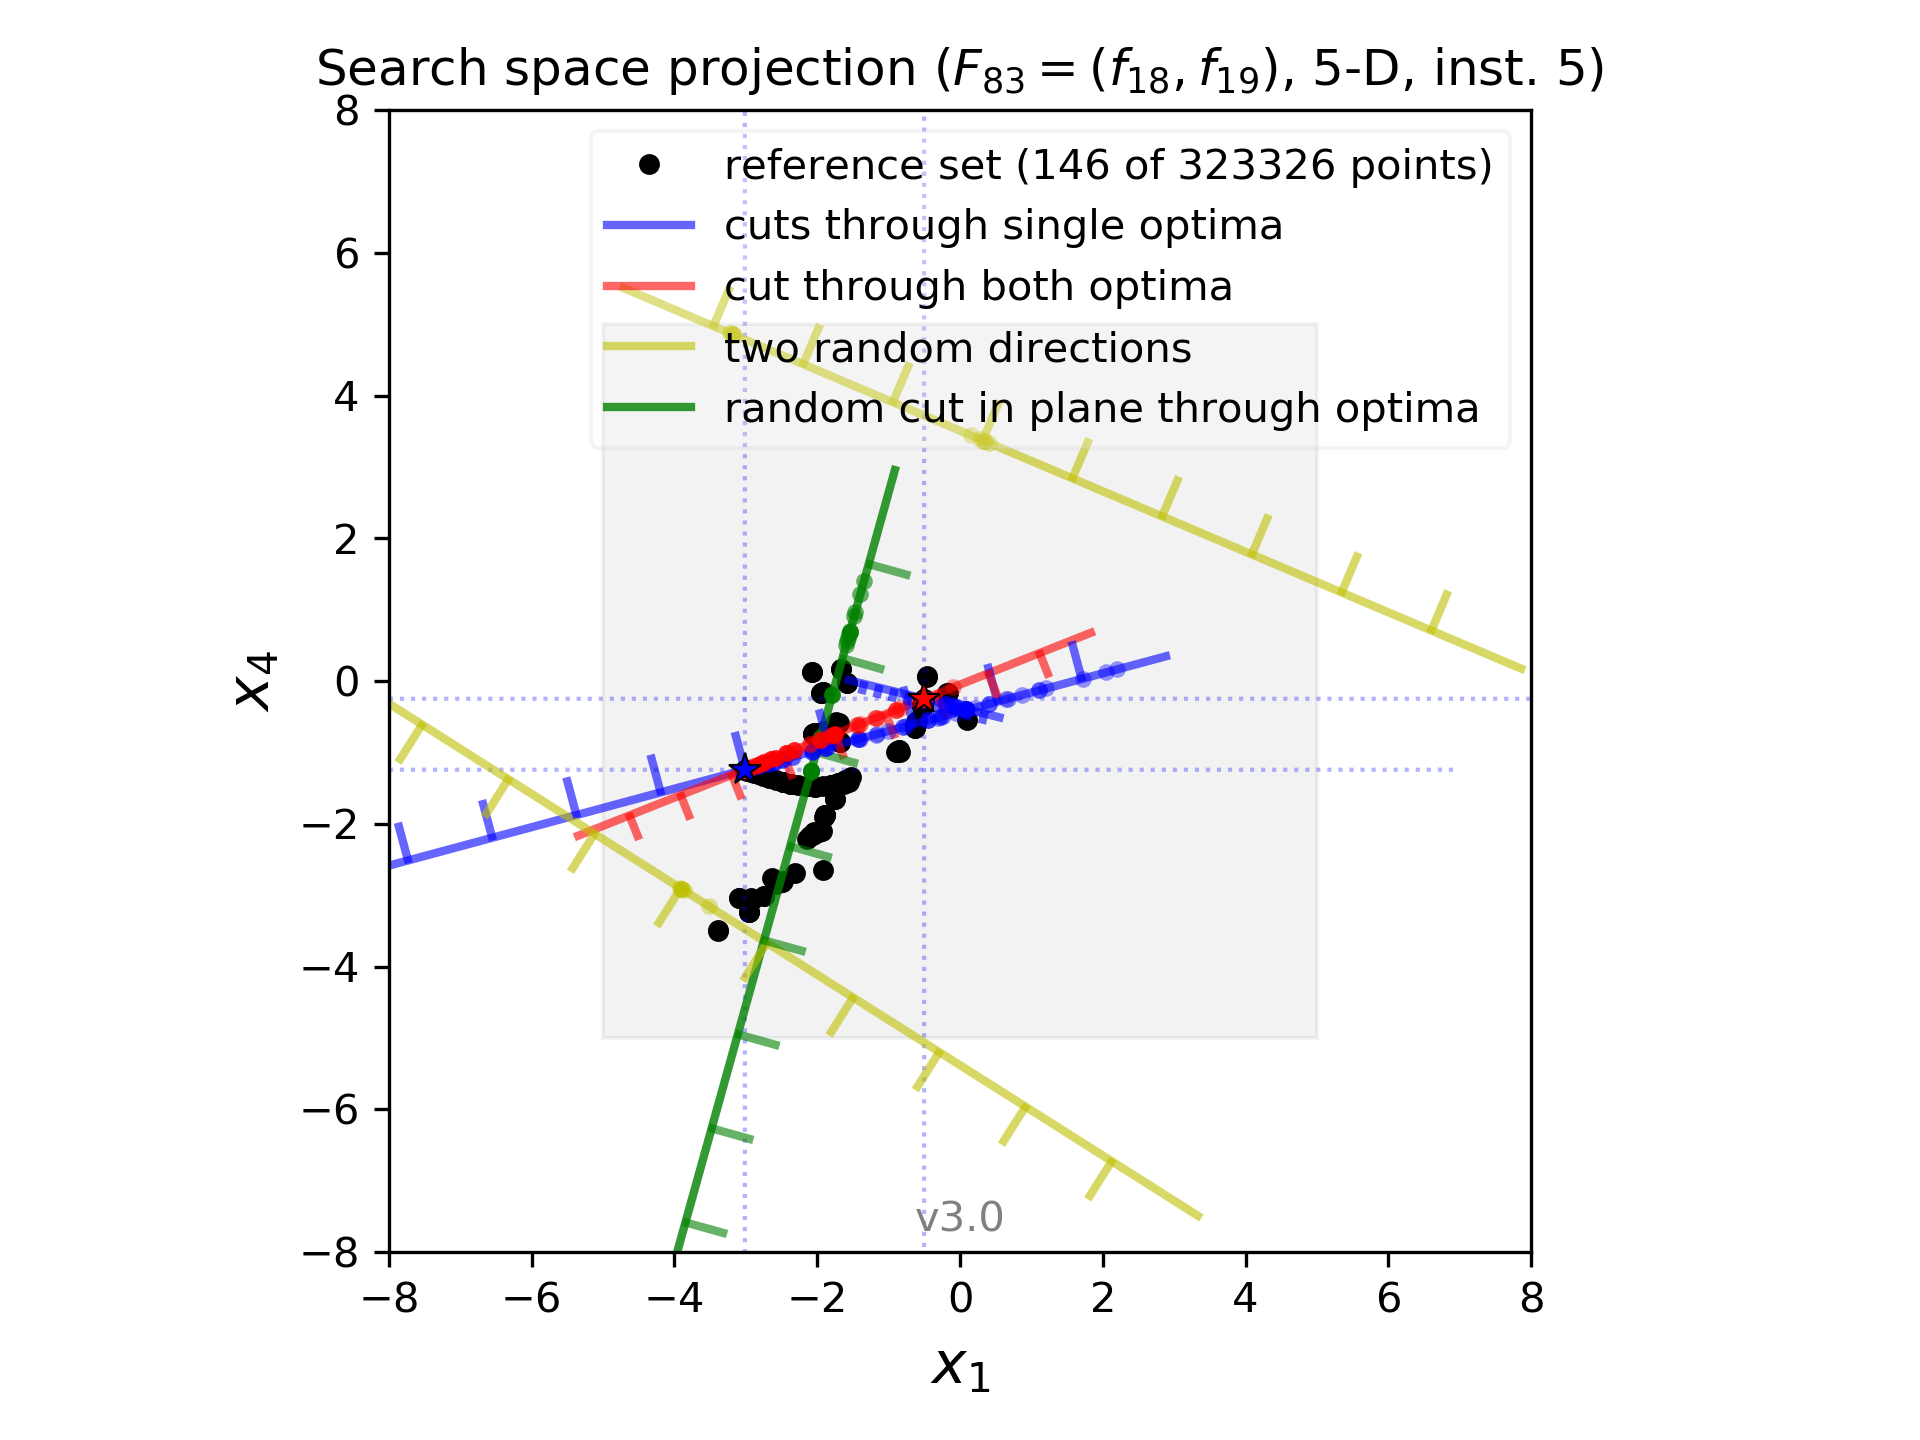 Search space projection (F83 = (f18, f19), 5-D, inst. 5)
8
6
4
2
0
−2
−4
−6
−8
x4
reference set (146 of 323326 points)
cuts through single optima
cut through both optima
two random directions
random cut in plane through optima
v3.0
−8 −6 −4 −2 0 2 4 6 8
x1